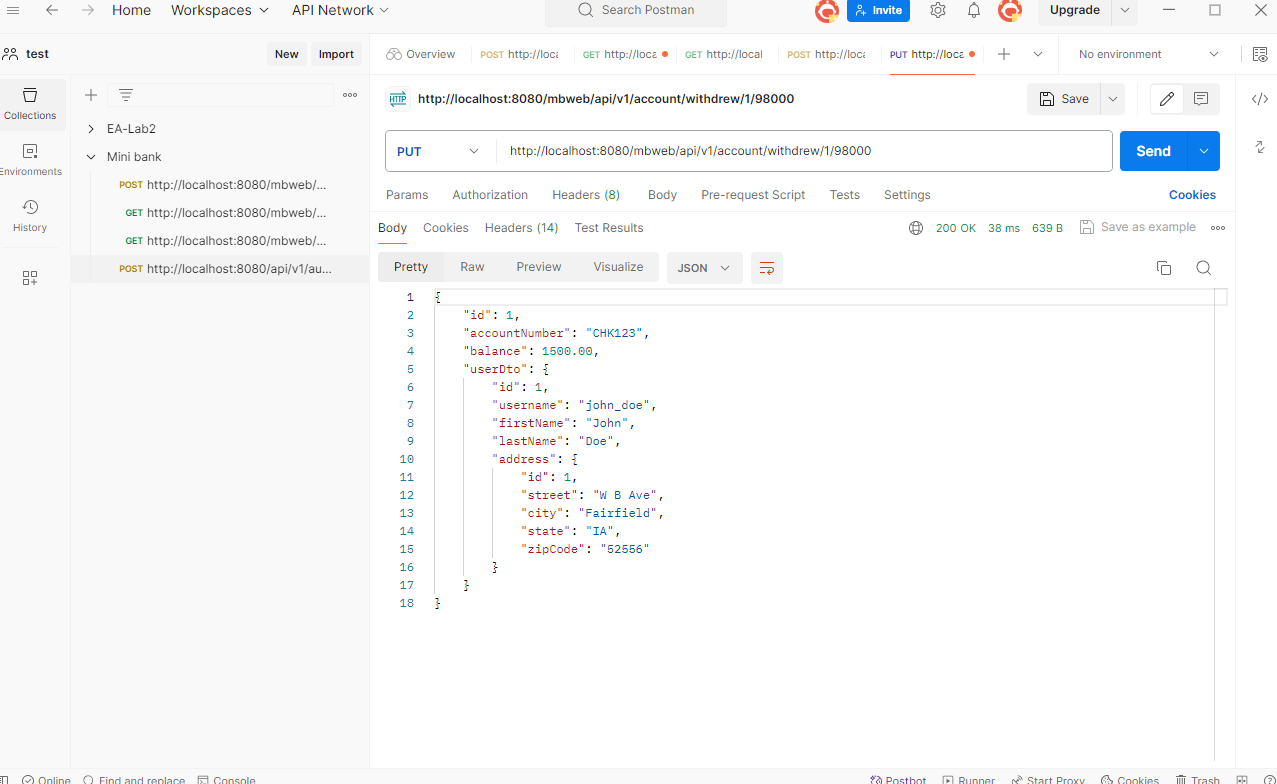 Home Workspaces API Network Search Postman Invite Upgrade
test New Import Overview POST http://loca GET http://loca GET http://local POST http://loca PUT http://loca No environment
Collections
Environments
History
EA-Lab2
Mini bank
POST http://localhost:8080/mbweb/...
GET http://localhost:8080/mbweb/...
GET http://localhost:8080/mbweb/...
POST http://localhost:8080/api/v1/au...
HTTP http://localhost:8080/mbweb/api/v1/account/withdrew/1/98000 Save
PUT http://localhost:8080/mbweb/api/v1/account/withdrew/1/98000 Send
Params Authorization Headers (8) Body Pre-request Script Tests Settings Cookies
Body Cookies Headers (14) Test Results 200 OK 38 ms 639 B Save as example
Pretty Raw Preview Visualize JSON
1 {
2 "id": 1,
3 "accountNumber": "CHK123",
4 "balance": 1500.00,
5 "userDto": {
6 "id": 1,
7 "username": "john_doe",
8 "firstName": "John",
9 "lastName": "Doe",
10 "address": {
11 "id": 1,
12 "street": "W B Ave",
13 "city": "Fairfield",
14 "state": "IA",
15 "zipCode": "52556"
16 }
17 }
18 }
Online Find and replace Console Postbot Runner Start Proxy Cookies Trash